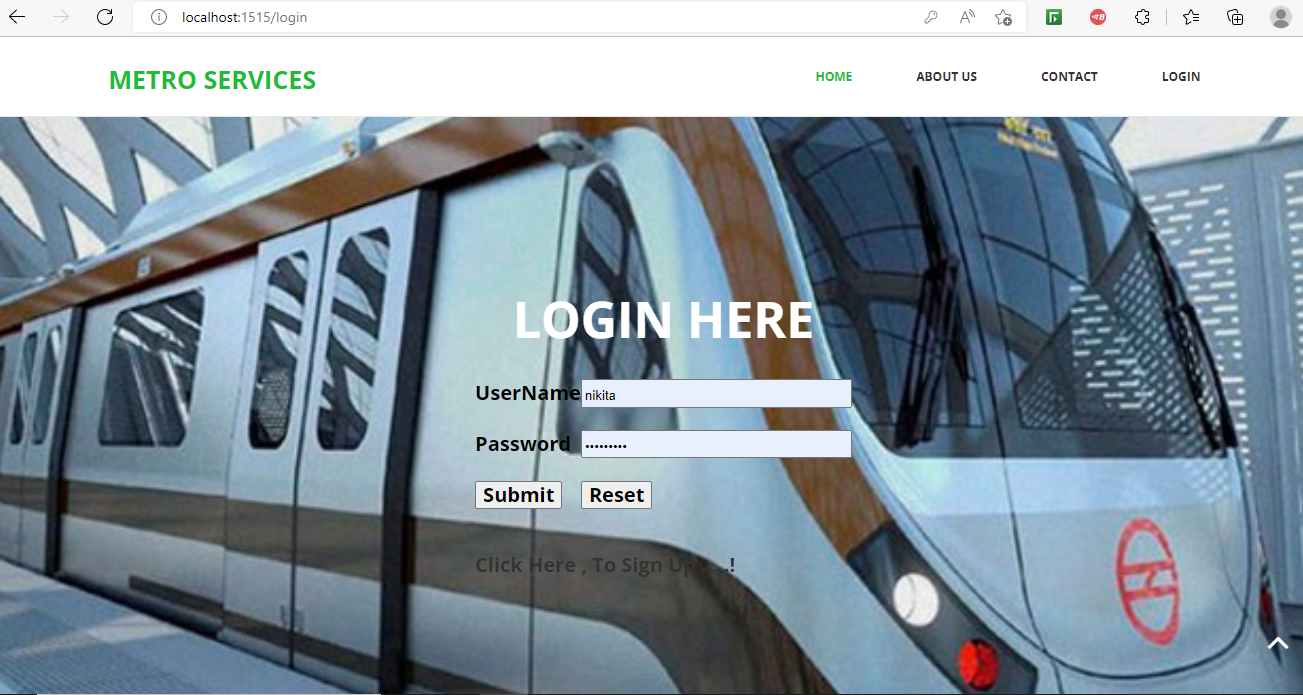 localhost:1515/login
METRO SERVICES
HOME ABOUT US CONTACT LOGIN
LOGIN HERE
UserName nikita
Password •••••••••
Submit Reset
Click Here , To Sign Up